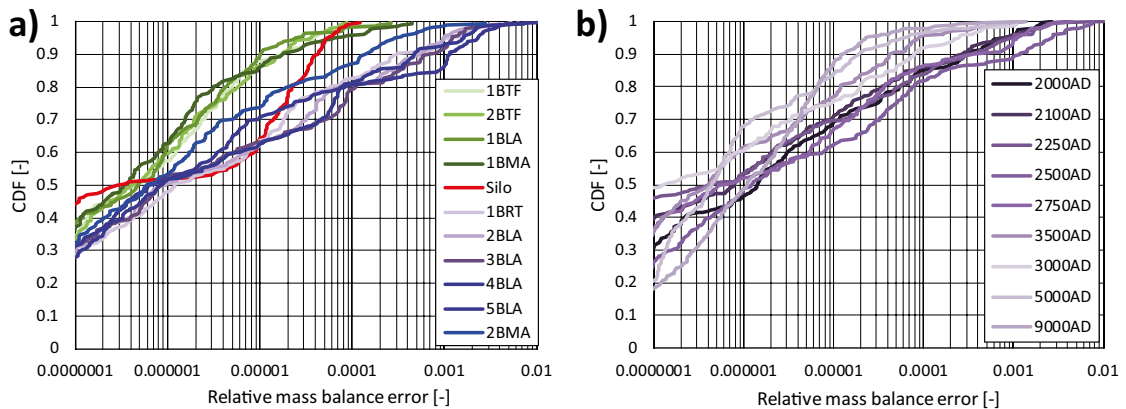 a)
1
0.9
0.8
0.7
0.6
0.5
0.4
0.3
0.2
0.1
0
CDF [-]
0.0000001 0.000001 0.00001 0.0001 0.001 0.01
Relative mass balance error [-]
1BTF
2BTF
1BLA
1BMA
Silo
1BRT
2BLA
3BLA
4BLA
5BLA
2BMA
b)
1
0.9
0.8
0.7
0.6
0.5
0.4
0.3
0.2
0.1
0
CDF [-]
0.0000001 0.000001 0.00001 0.0001 0.001 0.01
Relative mass balance error [-]
2000AD
2100AD
2250AD
2500AD
2750AD
3500AD
3000AD
5000AD
9000AD